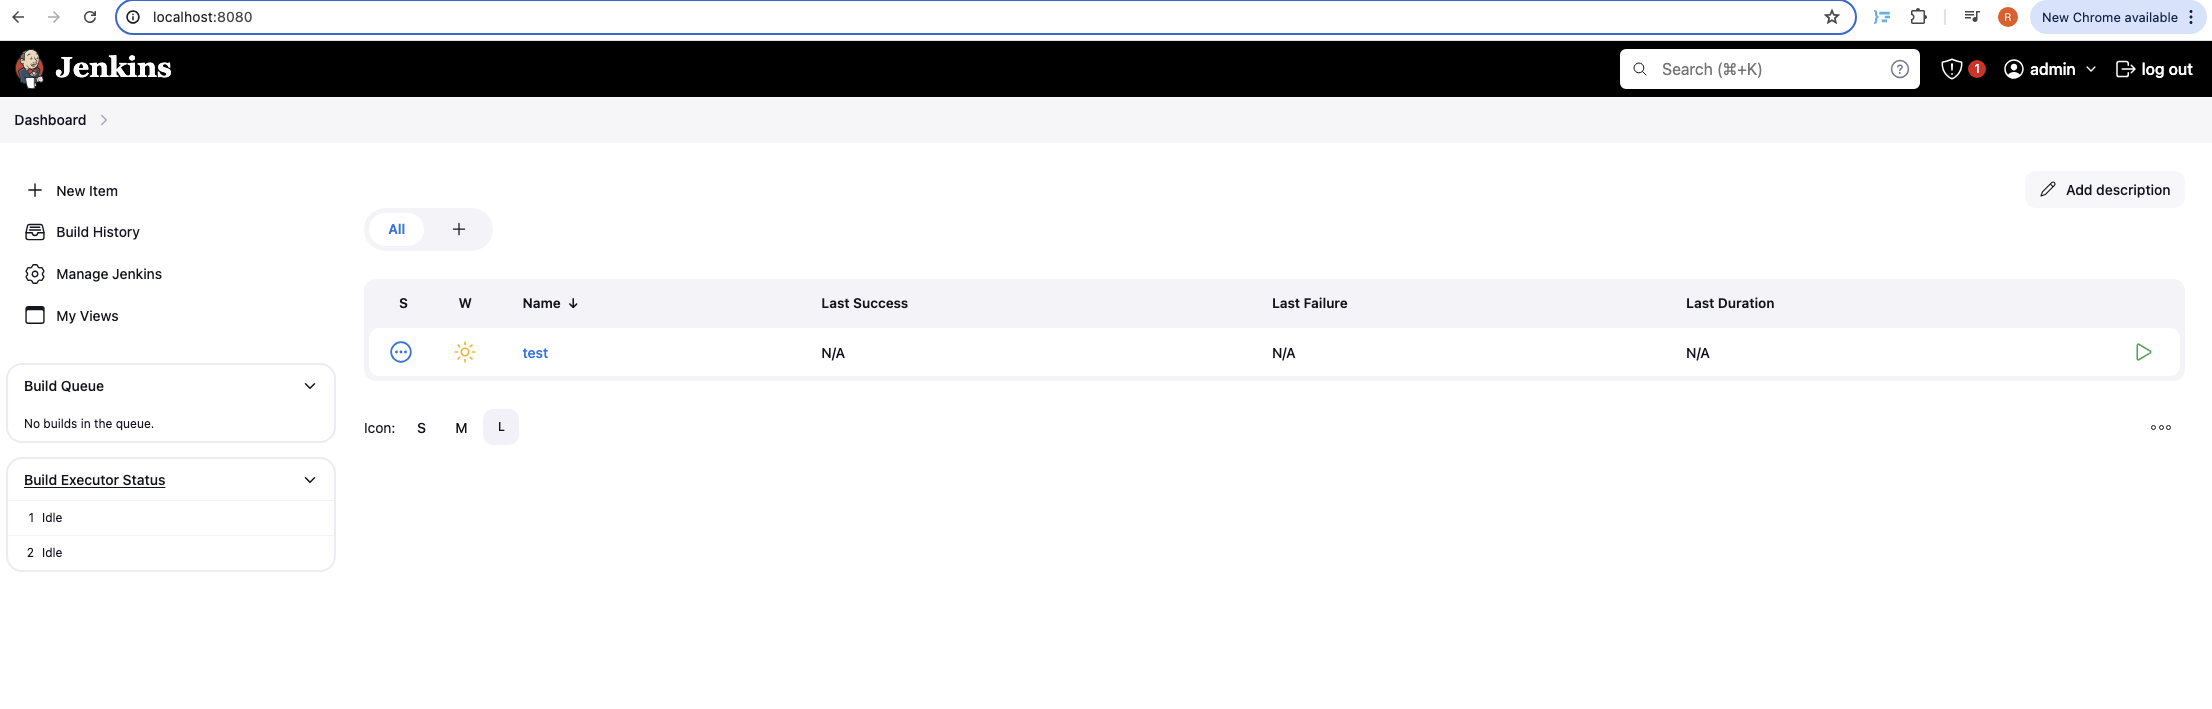 localhost:8080
R
New Chrome available
Jenkins
Search (⌘+K)
1
admin
log out
Dashboard
New Item
Build History
Manage Jenkins
My Views
Add description
All
S W Name ↓ Last Success Last Failure Last Duration
test N/A N/A N/A
Icon: S M L
Build Queue
No builds in the queue.
Build Executor Status
1 Idle
2 Idle